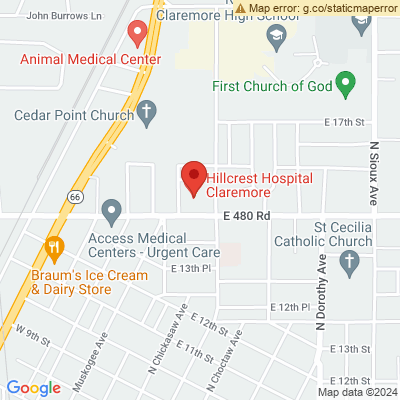 John Burrows Ln
Map error: g.co/staticmaperror
Claremore High School
Animal Medical Center
First Church of God
Cedar Point Church
E 17th St
N Sioux Ave
Hillcrest Hospital
Claremore
66
E 480 Rd
Access Medical
Centers - Urgent Care
St Cecilia
Catholic Church
E 13th Pl
Braum's Ice Cream
& Dairy Store
N Dorothy Ave
E 12th Pl
W 9th St
Muskogee Ave
N Chickasaw Ave
E 12th St
E 11th St
N Choctaw Ave
E 13th St
E 12th St
Google
Map data ©2024